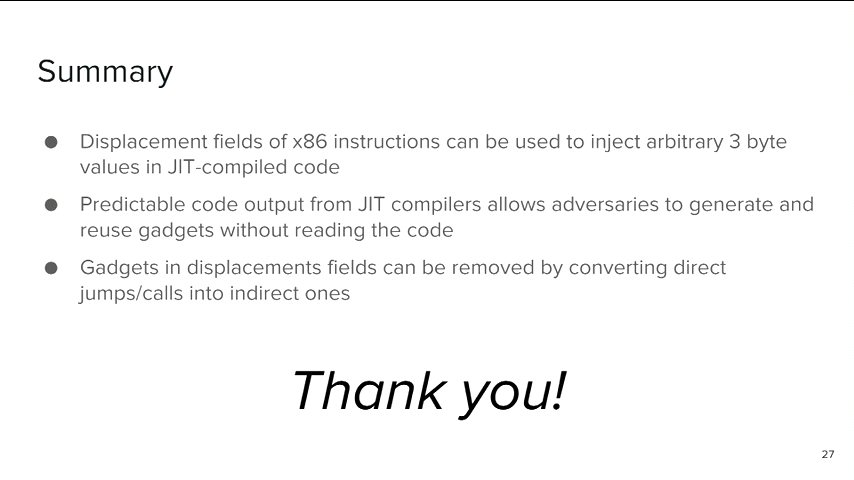 Summary
● Displacement fields of x86 instructions can be used to inject arbitrary 3 byte
values in JIT-compiled code
● Predictable code output from JIT compilers allows adversaries to generate and
reuse gadgets without reading the code
● Gadgets in displacements fields can be removed by converting direct
jumps/calls into indirect ones
Thank you!
27